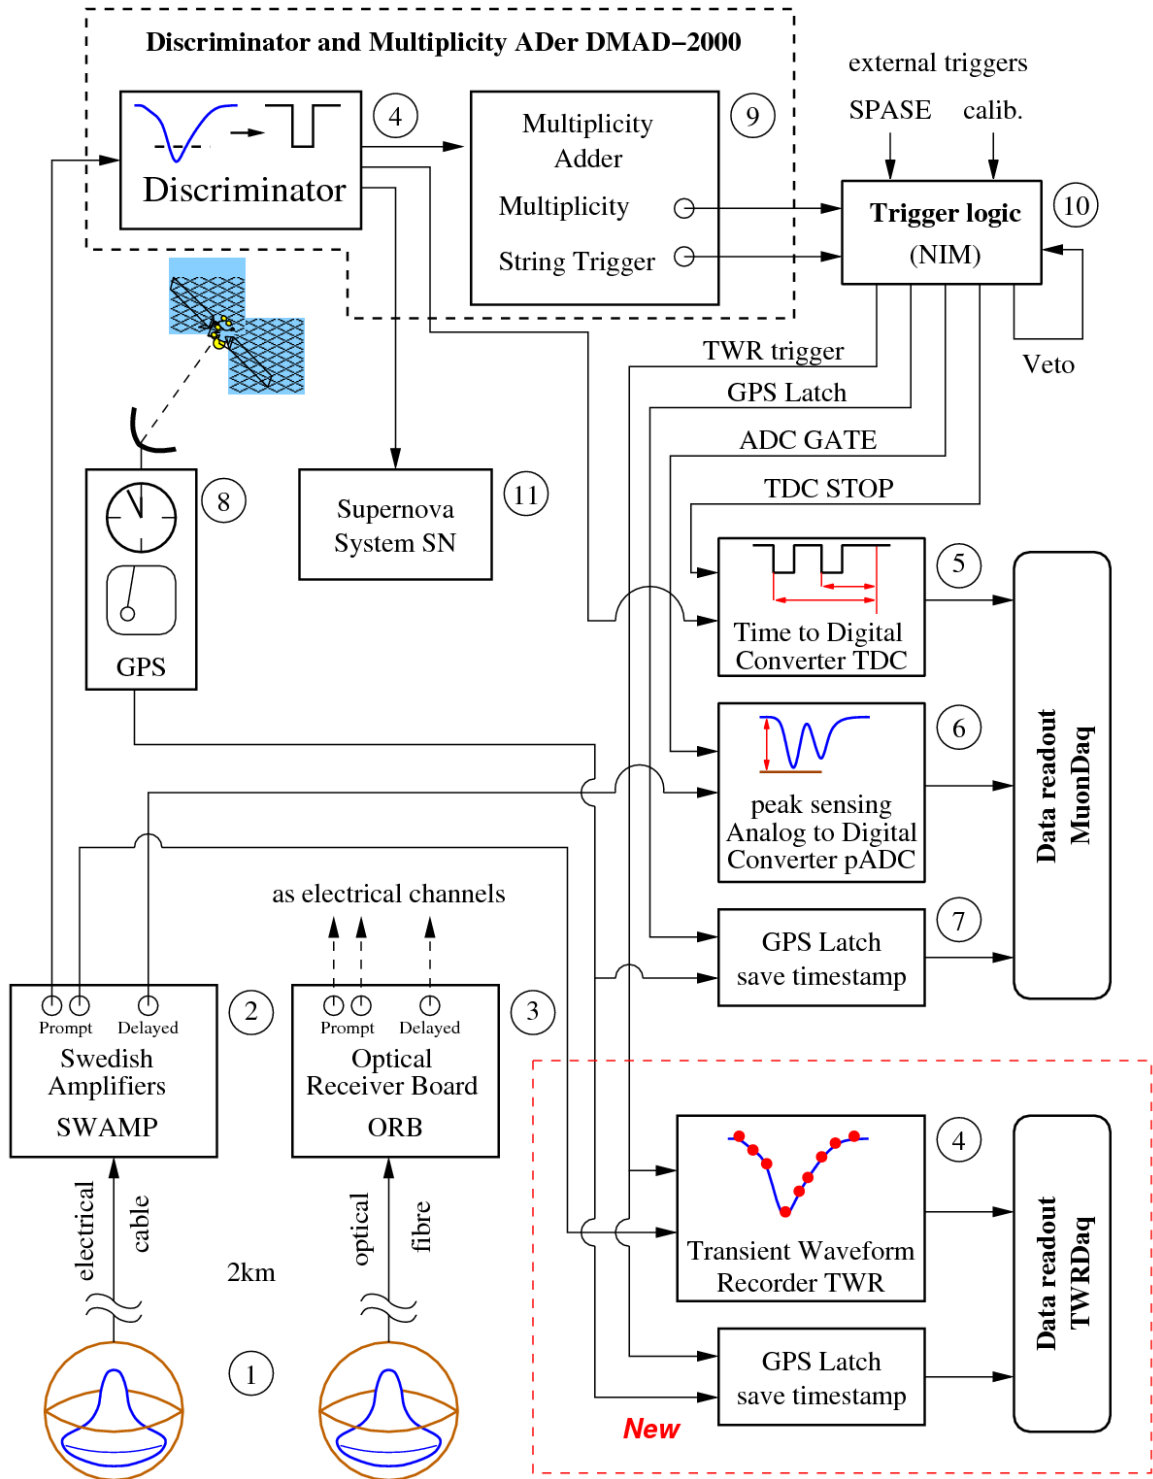 Discriminator and Multiplicity ADer DMAD−2000
external triggers
SPASE calib.
4
9
Multiplicity
Adder
Discriminator
Multiplicity
String Trigger
Trigger logic
(NIM)
10
TWR trigger
Veto
GPS Latch
ADC GATE
TDC STOP
8
11
Supernova
System SN
GPS
5
Time to Digital
Converter TDC
6
peak sensing
Analog to Digital
Converter pADC
Data readout
MuonDaq
as electrical channels
7
GPS Latch
save timestamp
Prompt Delayed
2
Swedish
Amplifiers
SWAMP
Prompt Delayed
3
Optical
Receiver Board
ORB
electrical
cable
optical
fibre
2km
1
4
Transient Waveform
Recorder TWR
Data readout
TWRDaq
GPS Latch
save timestamp
New